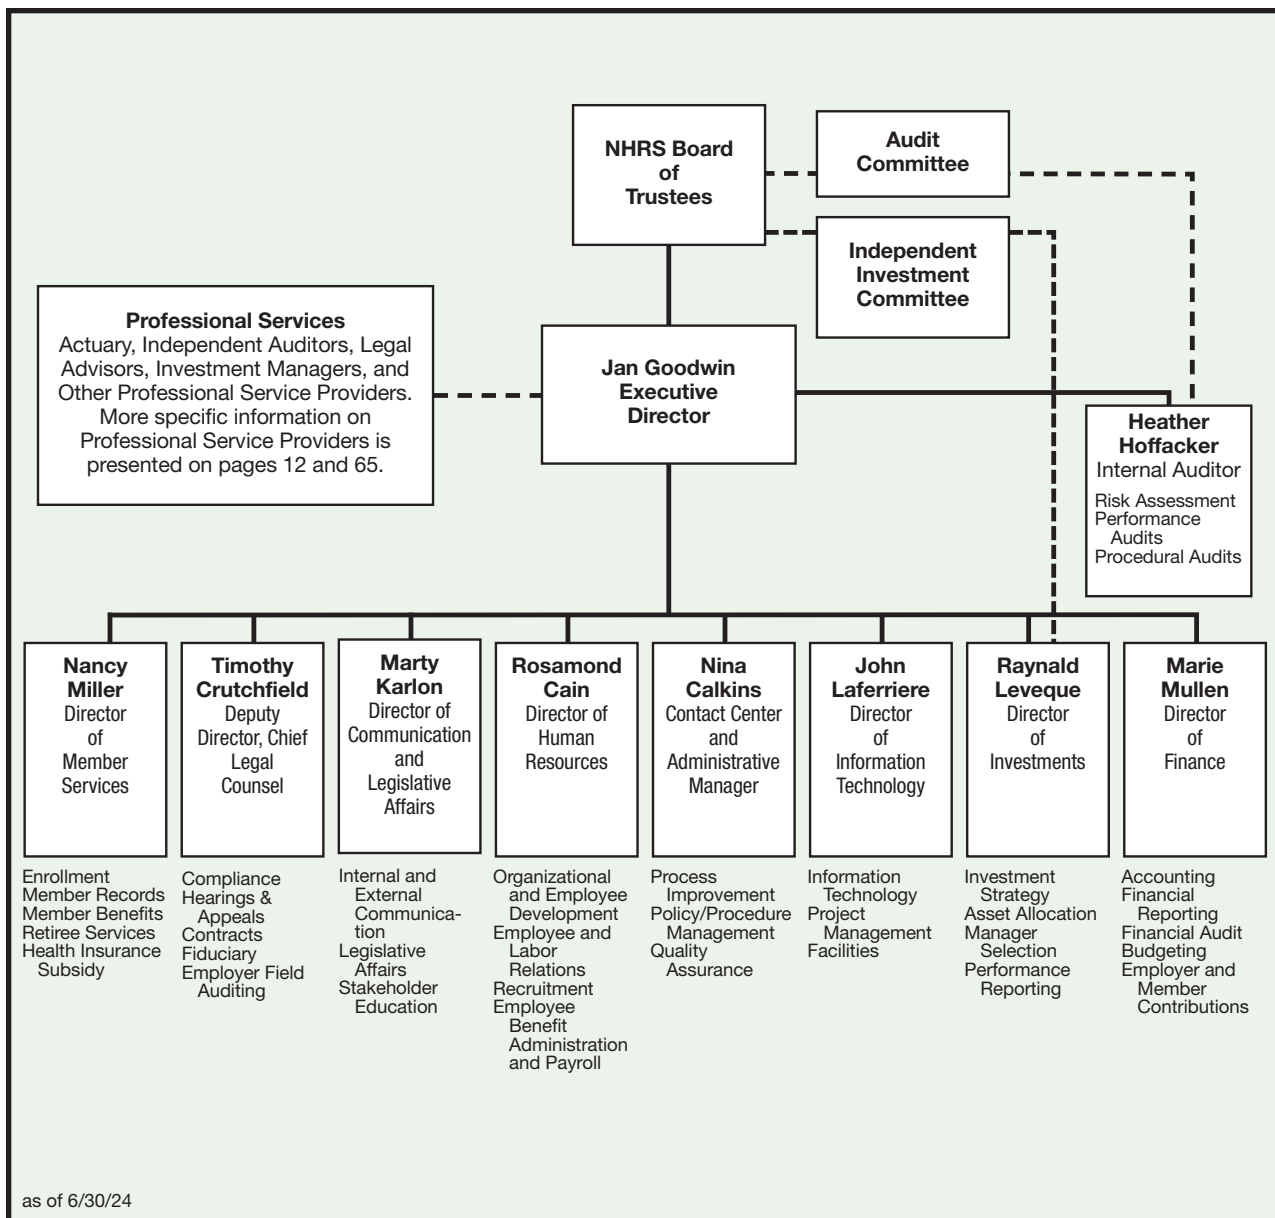 NHRS Board
of
Trustees
Audit
Committee
Independent
Investment
Committee
Professional Services
Actuary, Independent Auditors, Legal
Advisors, Investment Managers, and
Other Professional Service Providers.
More specific information on
Professional Service Providers is
presented on pages 12 and 65.
Jan Goodwin
Executive
Director
Heather
Hoffacker
Internal Auditor
Risk Assessment
Performance
Audits
Procedural Audits
Nancy
Miller
Director
of
Member
Services
Enrollment
Member Records
Member Benefits
Retiree Services
Health Insurance
Subsidy
Timothy
Crutchfield
Deputy
Director, Chief
Legal
Counsel
Compliance
Hearings &
Appeals
Contracts
Fiduciary
Employer Field
Auditing
Marty
Karlon
Director of
Communication
and
Legislative
Affairs
Internal and
External
Communica-
tion
Legislative
Affairs
Stakeholder
Education
Rosamond
Cain
Director of
Human
Resources
Organizational
and Employee
Development
Employee and
Labor
Relations
Recruitment
Employee
Benefit
Administration
and Payroll
Nina
Calkins
Contact Center
and
Administrative
Manager
Process
Improvement
Policy/Procedure
Management
Quality
Assurance
John
Laferriere
Director
of
Information
Technology
Information
Technology
Project
Management
Facilities
Raynald
Leveque
Director
of
Investments
Investment
Strategy
Asset Allocation
Manager
Selection
Performance
Reporting
Marie
Mullen
Director
of
Finance
Accounting
Financial
Reporting
Financial Audit
Budgeting
Employer and
Member
Contributions
as of 6/30/24